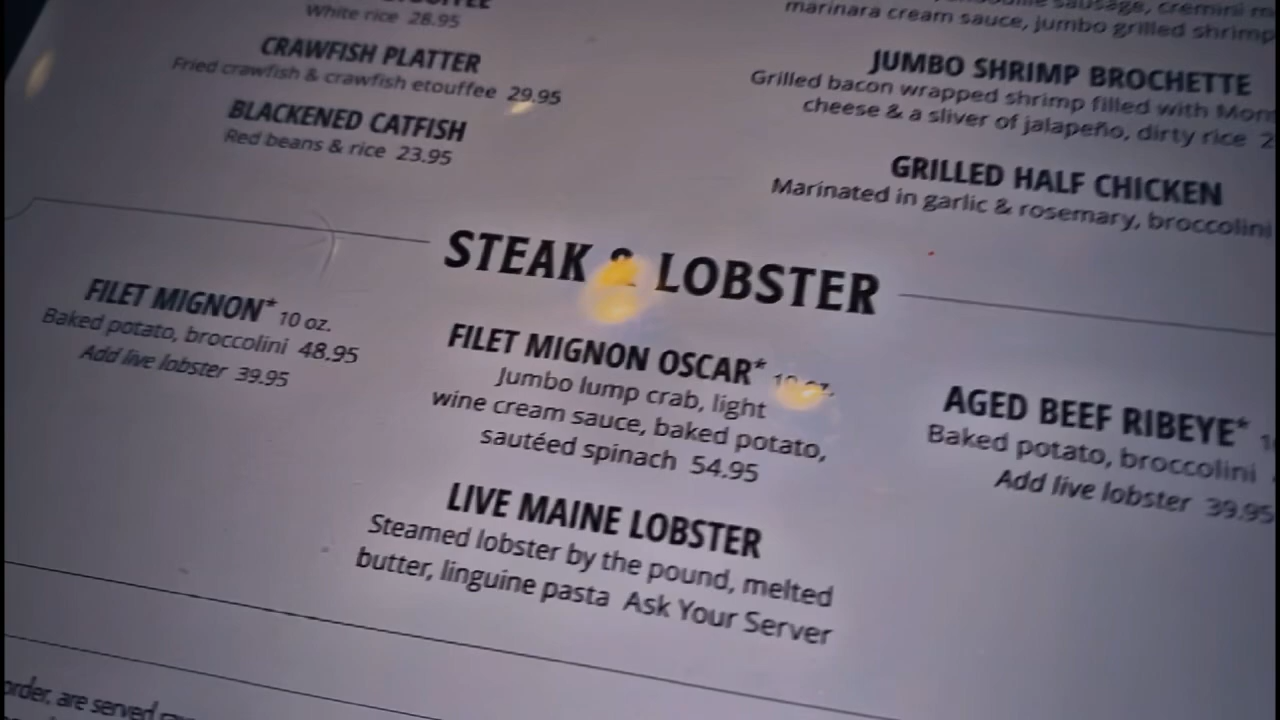 White rice 28.95
CRAWFISH PLATTER
Fried crawfish & crawfish etouffee 29.95
BLACKENED CATFISH
Red beans & rice 23.95
sausage, cremini
marinara cream sauce, jumbo grilled shrimp
JUMBO SHRIMP BROCHETTE
Grilled bacon wrapped shrimp filled with
cheese & a sliver of jalapeño, dirty rice
GRILLED HALF CHICKEN
Marinated in garlic & rosemary, broccolini
STEAK & LOBSTER
FILET MIGNON* 10 oz.
Baked potato, broccolini 48.95
Add live lobster 39.95
FILET MIGNON OSCAR* 10 oz.
Jumbo lump crab, light
wine cream sauce, baked potato,
sautéed spinach 54.95
LIVE MAINE LOBSTER
Steamed lobster by the pound, melted
butter, linguine pasta Ask Your Server
AGED BEEF RIBEYE*
Baked potato, broccolini
Add live lobster 39.95
order, are served